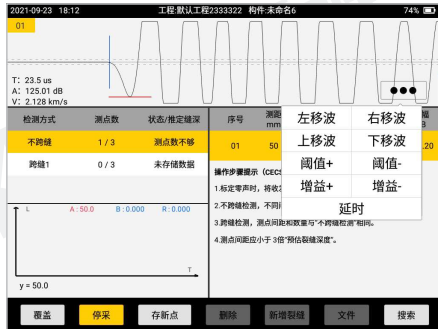 2021-09-23 18:12 工程:默认工程2333322 构件:未命名6 74%
01
T: 23.5 us
A: 125.01 dB
V: 2.128 km/s
检测方式 测点数 状态/推定缝深
不跨缝 1 / 3 测点数不够
跨缝1 0 / 3 未存储数据
L A : 50.0 B : 0.000 R : 0.000
T
y = 50.0
序号 测距 mm
01 50 .20
左移波 右移波
上移波 下移波
阈值+ 阈值-
增益+ 增益-
延时
操作步骤提示（CECS
1.标定零声时，将收
2.不跨缝检测，不同
3.跨缝检测，测点间距和数量与“不跨缝检测”相同。
4.测点间距应小于 3倍“预估裂缝深度”。
覆盖 停采 存新点 删除 新增裂缝 文件 搜索